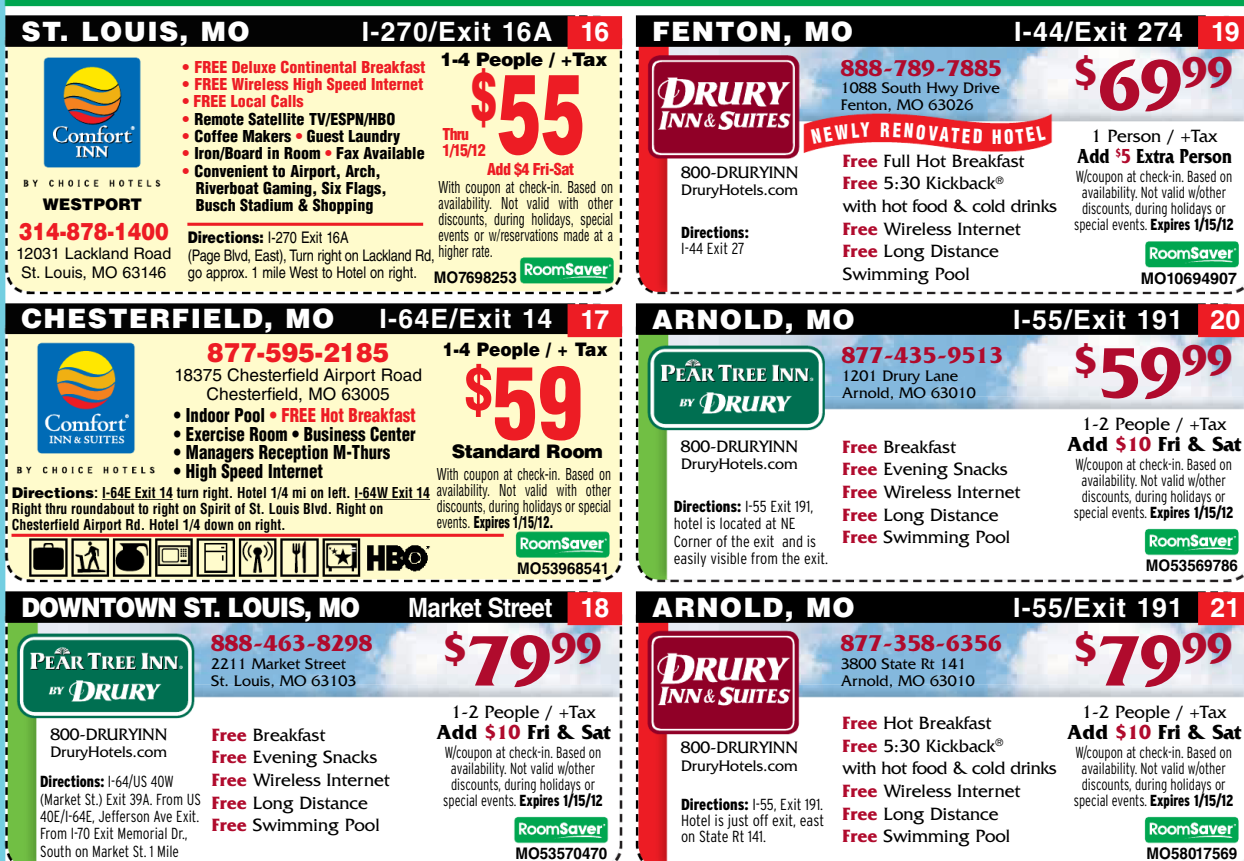 ST. LOUIS, MO I-270/Exit 16A 16
Comfort®
INN
BY CHOICE HOTELS
WESTPORT
314-878-1400
12031 Lackland Road
St. Louis, MO 63146
• FREE Deluxe Continental Breakfast
• FREE Wireless High Speed Internet
• FREE Local Calls
• Remote Satellite TV/ESPN/HBO
• Coffee Makers • Guest Laundry
• Iron/Board in Room • Fax Available
• Convenient to Airport, Arch,
Riverboat Gaming, Six Flags,
Busch Stadium & Shopping
Directions: I-270 Exit 16A
(Page Blvd, East), Turn right on Lackland Rd,
go approx. 1 mile West to Hotel on right.
1-4 People / +Tax
$55
Thru
1/15/12
Add $4 Fri-Sat
With coupon at check-in. Based on
availability. Not valid with other
discounts, during holidays, special
events or w/reservations made at a
higher rate.
RoomSaver
MO7698253
CHESTERFIELD, MO I-64E/Exit 14 17
Comfort®
INN & SUITES
BY CHOICE HOTELS
877-595-2185
18375 Chesterfield Airport Road
Chesterfield, MO 63005
• Indoor Pool • FREE Hot Breakfast
• Exercise Room • Business Center
• Managers Reception M-Thurs
• High Speed Internet
Directions: I-64E Exit 14 turn right. Hotel 1/4 mi on left. I-64W Exit 14
Right thru roundabout to right on Spirit of St. Louis Blvd. Right on
Chesterfield Airport Rd. Hotel 1/4 down on right.
HBO
1-4 People / + Tax
$59
Standard Room
With coupon at check-in. Based on
availability. Not valid with other
discounts, during holidays or special
events. Expires 1/15/12.
RoomSaver
MO53968541
DOWNTOWN ST. LOUIS, MO Market Street 18
PEAR TREE INN.
BY DRURY
800-DRURYINN
DruryHotels.com
Directions: I-64/US 40W
(Market St.) Exit 39A. From US
40E/I-64E, Jefferson Ave Exit.
From I-70 Exit Memorial Dr.,
South on Market St. 1 Mile
888-463-8298
2211 Market Street
St. Louis, MO 63103
Free Breakfast
Free Evening Snacks
Free Wireless Internet
Free Long Distance
Free Swimming Pool
$79 99
1-2 People / +Tax
Add $10 Fri & Sat
W/coupon at check-in. Based on
availability. Not valid w/other
discounts, during holidays or
special events. Expires 1/15/12
RoomSaver
MO53570470
FENTON, MO I-44/Exit 274 19
DRURY
INN & SUITES
800-DRURYINN
DruryHotels.com
Directions:
I-44 Exit 27
888-789-7885
1088 South Hwy Drive
Fenton, MO 63026
NEWLY RENOVATED HOTEL
Free Full Hot Breakfast
Free 5:30 Kickback®
with hot food & cold drinks
Free Wireless Internet
Free Long Distance
Swimming Pool
$69 99
1 Person / +Tax
Add $5 Extra Person
W/coupon at check-in. Based on
availability. Not valid w/other
discounts, during holidays or
special events. Expires 1/15/12
RoomSaver
MO10694907
ARNOLD, MO I-55/Exit 191 20
PEAR TREE INN.
BY DRURY
800-DRURYINN
DruryHotels.com
Directions: I-55 Exit 191,
hotel is located at NE
Corner of the exit and is
easily visible from the exit.
877-435-9513
1201 Drury Lane
Arnold, MO 63010
Free Breakfast
Free Evening Snacks
Free Wireless Internet
Free Long Distance
Free Swimming Pool
$59 99
1-2 People / +Tax
Add $10 Fri & Sat
W/coupon at check-in. Based on
availability. Not valid w/other
discounts, during holidays or
special events. Expires 1/15/12
RoomSaver
MO53569786
ARNOLD, MO I-55/Exit 191 21
DRURY
INN & SUITES
800-DRURYINN
DruryHotels.com
Directions: I-55, Exit 191.
Hotel is just off exit, east
on State Rt 141.
877-358-6356
3800 State Rt 141
Arnold, MO 63010
Free Hot Breakfast
Free 5:30 Kickback®
with hot food & cold drinks
Free Wireless Internet
Free Long Distance
Free Swimming Pool
$79 99
1-2 People / +Tax
Add $10 Fri & Sat
W/coupon at check-in. Based on
availability. Not valid w/other
discounts, during holidays or
special events. Expires 1/15/12
RoomSaver
MO58017569